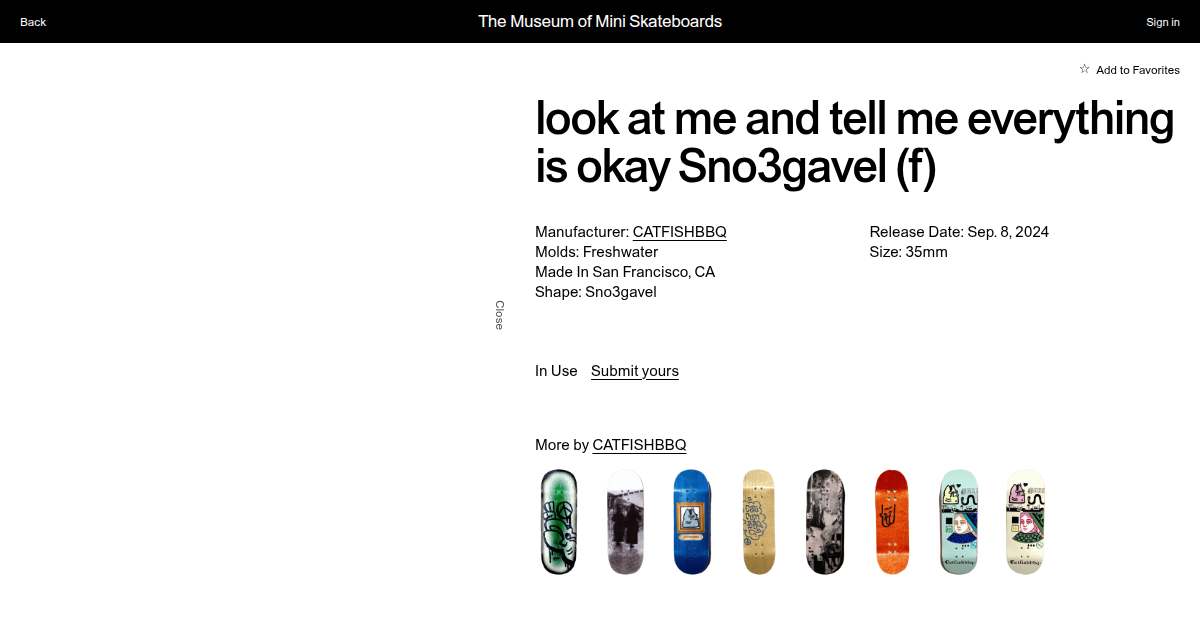 Back
The Museum of Mini Skateboards
Sign in
☆ Add to Favorites
look at me and tell me everything
is okay Sno3gavel (f)
Manufacturer: CATFISHBBQ
Molds: Freshwater
Made In San Francisco, CA
Shape: Sno3gavel
Release Date: Sep. 8, 2024
Size: 35mm
Close
In Use Submit yours
More by CATFISHBBQ